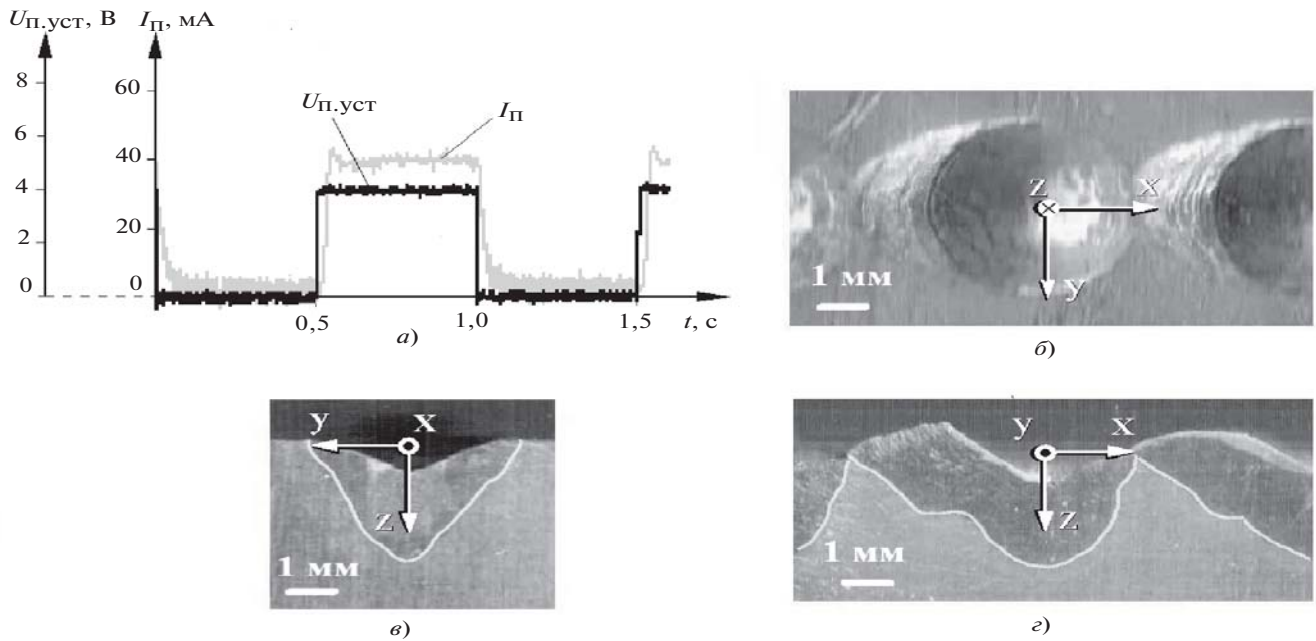 Uп.уст, В Iп, мА
8
6
4
2
0
60
40
20
0
Uп.уст
Iп
0,5
1,0
1,5
t, с
а)
z
x
y
1 мм
б)
y
x
z
1 мм
в)
y
x
z
1 мм
г)